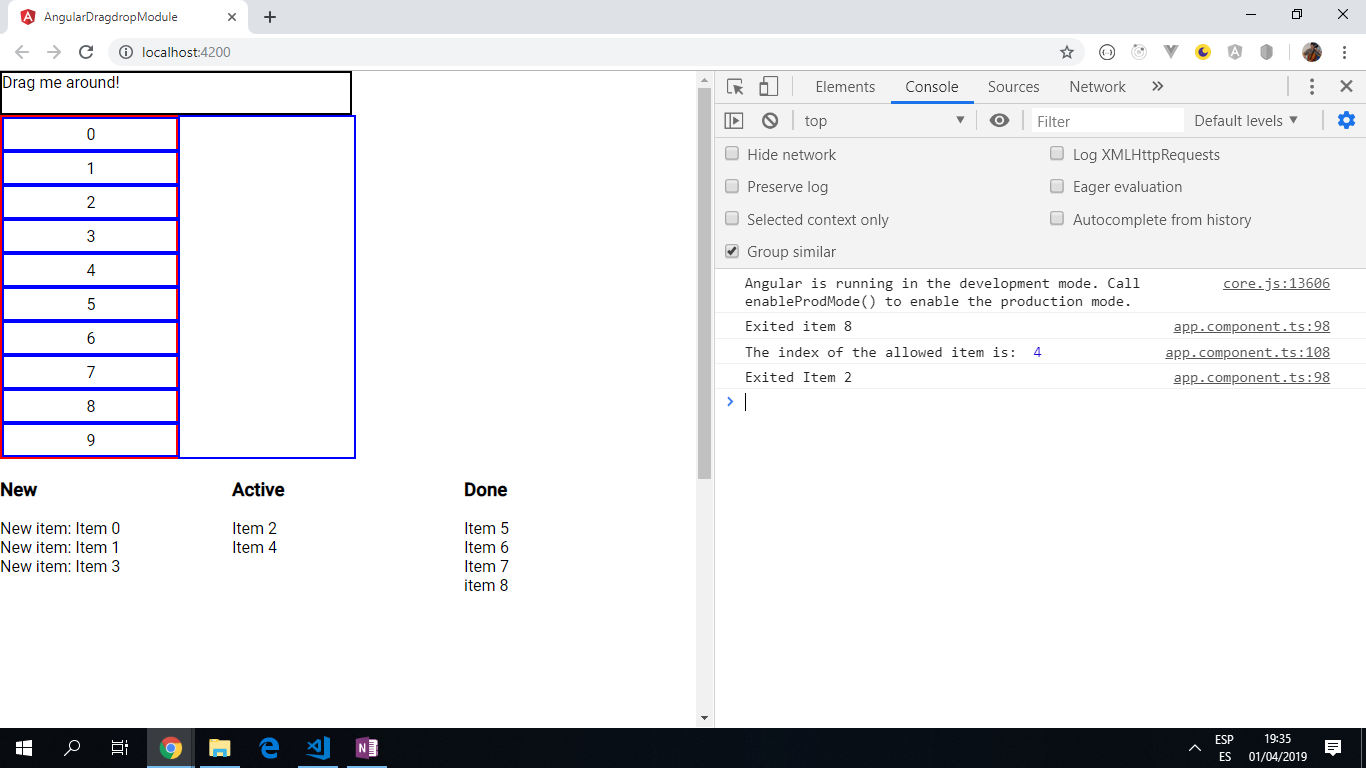 AngularDragdropModule
localhost:4200
Drag me around!
0
1
2
3
4
5
6
7
8
9
New
New item: Item 0
New item: Item 1
New item: Item 3
Active
Item 2
Item 4
Done
Item 5
Item 6
Item 7
item 8
Elements Console Sources Network
top Filter Default levels
Hide network Log XMLHttpRequests
Preserve log Eager evaluation
Selected context only Autocomplete from history
Group similar
Angular is running in the development mode. Call core.js:13606
enableProdMode() to enable the production mode.
Exited item 8 app.component.ts:98
The index of the allowed item is: 4 app.component.ts:108
Exited Item 2 app.component.ts:98
N
ESP 19:35
ES 01/04/2019